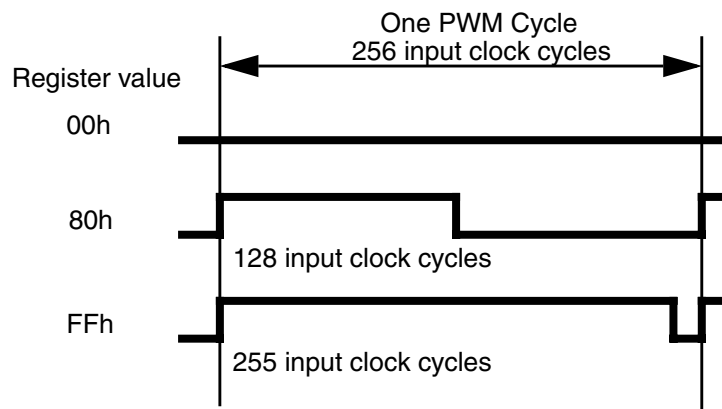 One PWM Cycle
256 input clock cycles
Register value
00h
80h
128 input clock cycles
FFh
255 input clock cycles